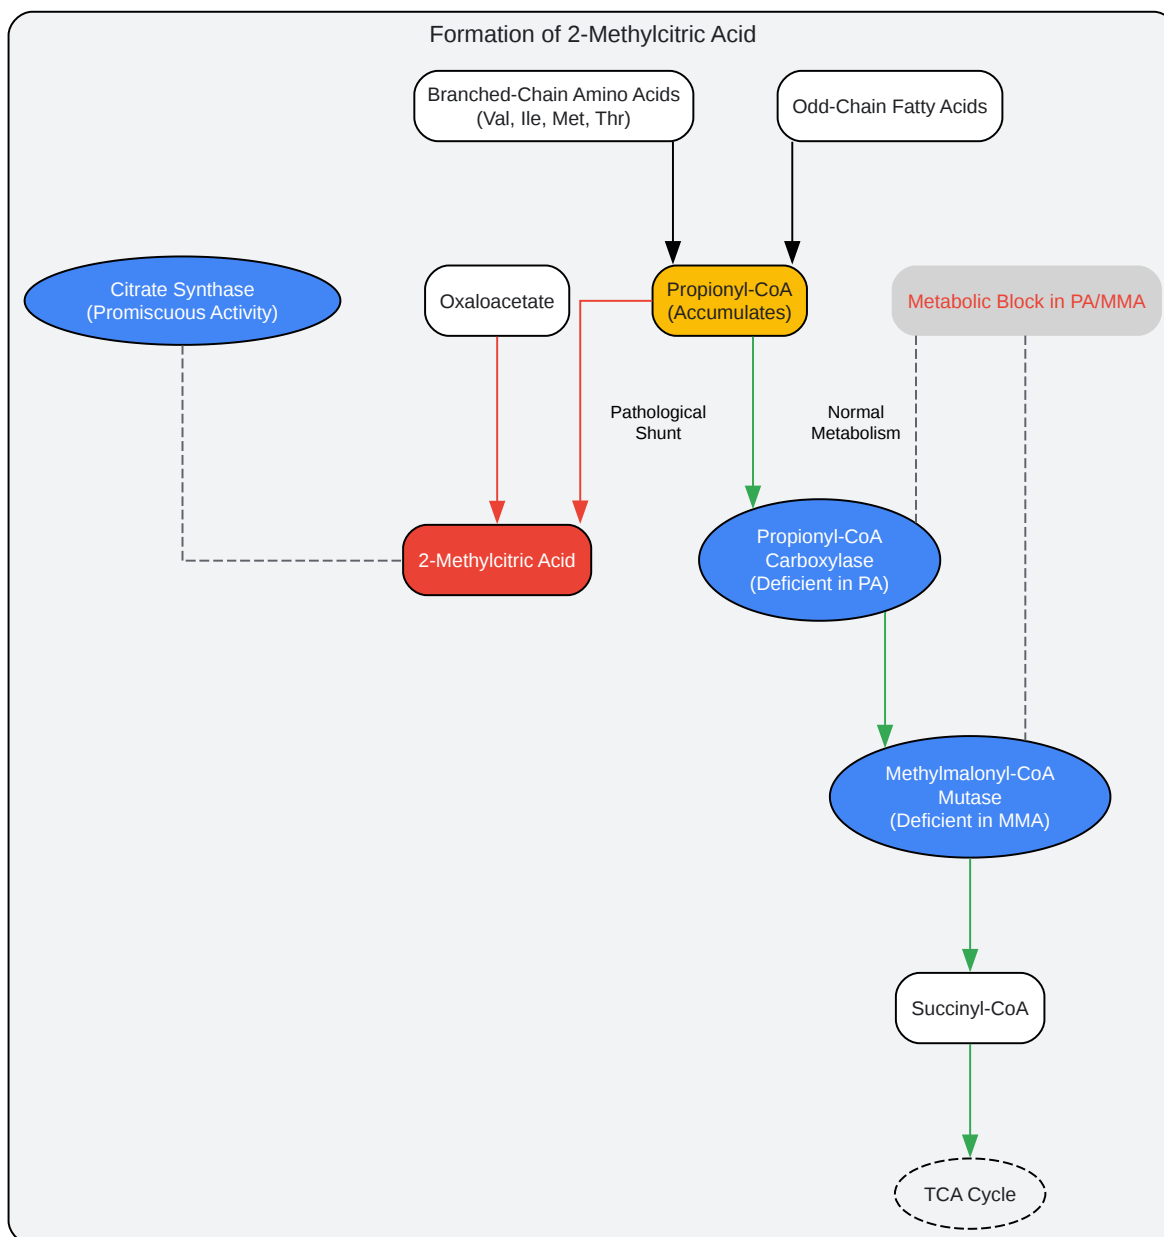 Formation of 2-Methylcitric Acid
Branched-Chain Amino Acids
(Val, Ile, Met, Thr)
Odd-Chain Fatty Acids
Citrate Synthase
(Promiscuous Activity)
Oxaloacetate
Propionyl-CoA
(Accumulates)
Metabolic Block in PA/MMA
Pathological
Shunt
Normal
Metabolism
2-Methylcitric Acid
Propionyl-CoA
Carboxylase
(Deficient in PA)
Methylmalonyl-CoA
Mutase
(Deficient in MMA)
Succinyl-CoA
TCA Cycle